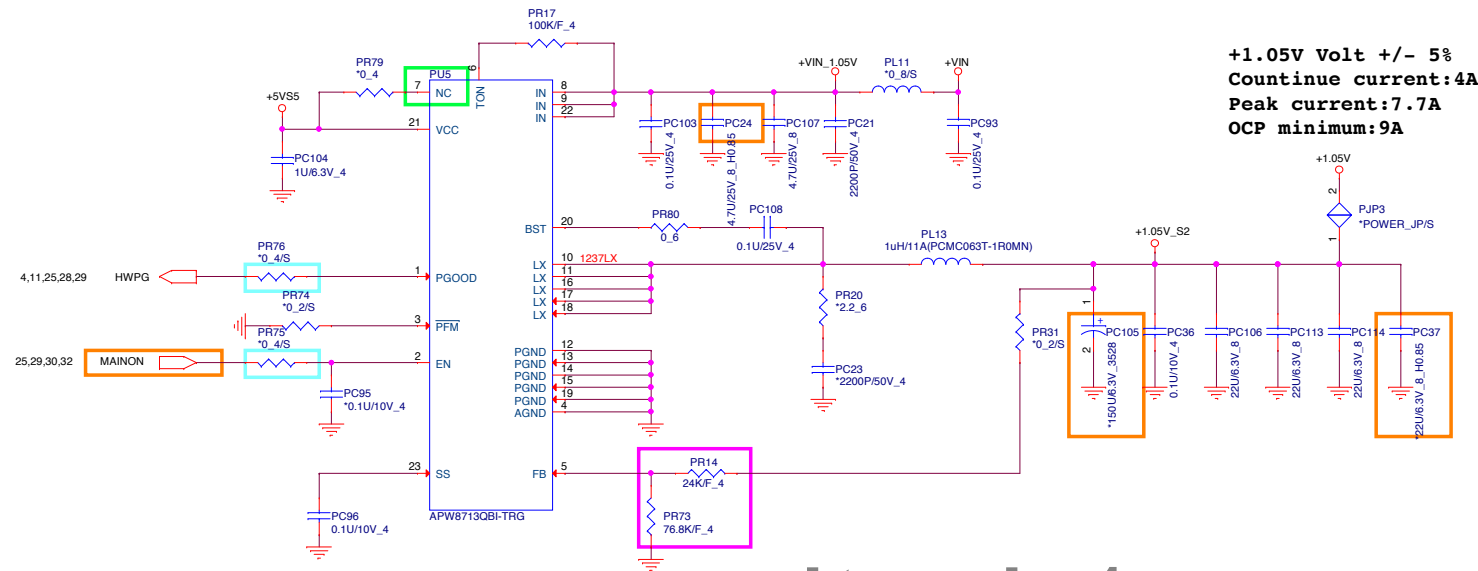 PR17
100K/F_4
+1.05V Volt +/- 5%
Countinue current:4A
Peak current:7.7A
OCP minimum:9A
PR79
*0_4
+5VS5
PU5
7
NC
6
TON
21
VCC
PC104
1U/6.3V_4
IN
8
IN
9
IN
22
+VIN_1.05V
PL11
*0_8/S
+VIN
PC103
0.1U/25V_4
PC24
4.7U/25V_8_H0.85
PC107
4.7U/25V_8
PC21
2200P/50V_4
PC93
0.1U/25V_4
+1.05V
2
PJP3
*POWER_JP/S
1
BST
20
PR80
0_6
PC108
0.1U/25V_4
LX
10
1237LX
LX
11
LX
16
LX
17
LX
18
PL13
1uH/11A(PCMC063T-1R0MN)
+1.05V_S2
4,11,25,28,29
HWPG
PR76
*0_4/S
1
PGOOD
PR74
*0_2/S
3
PFM
25,29,30,32
MAINON
PR75
*0_4/S
2
EN
PC95
*0.1U/10V_4
PGND
12
PGND
13
PGND
14
PGND
15
PGND
19
AGND
4
PR20
*2.2_6
PC23
*2200P/50V_4
PR31
*0_2/S
1
+
PC105
2
*150U/6.3V_3528
PC36
0.1U/10V_4
PC106
22U/6.3V_8
PC113
22U/6.3V_8
PC114
22U/6.3V_8
PC37
*22U/6.3V_8_H0.85
23
SS
FB
5
PR14
24K/F_4
PR73
76.8K/F_4
PC96
0.1U/10V_4
APW8713QBI-TRG